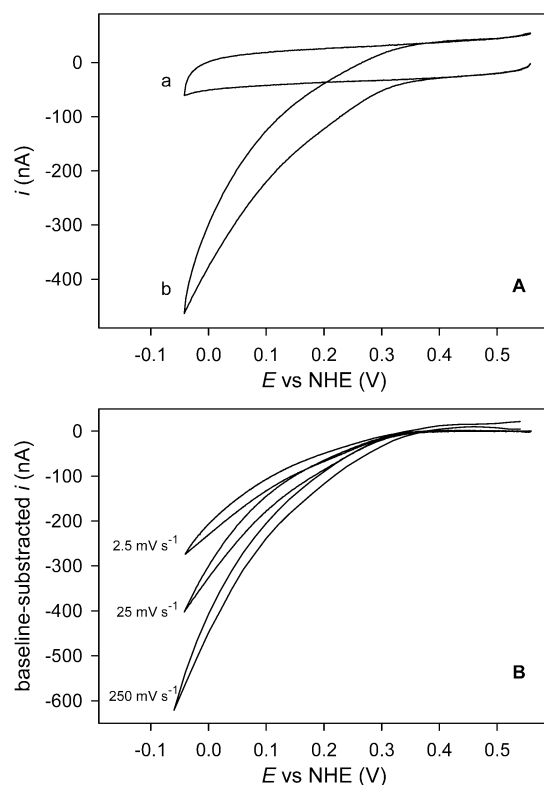 0
a
-100
i (nA)
-200
-300
b
-400
A
-0.1 0.0 0.1 0.2 0.3 0.4 0.5
E vs NHE (V)
0
-100
-200
2.5 mV s⁻¹
-300
baseline-substracted i (nA)
25 mV s⁻¹
-400
-500
250 mV s⁻¹
B
-600
-0.1 0.0 0.1 0.2 0.3 0.4 0.5
E vs NHE (V)